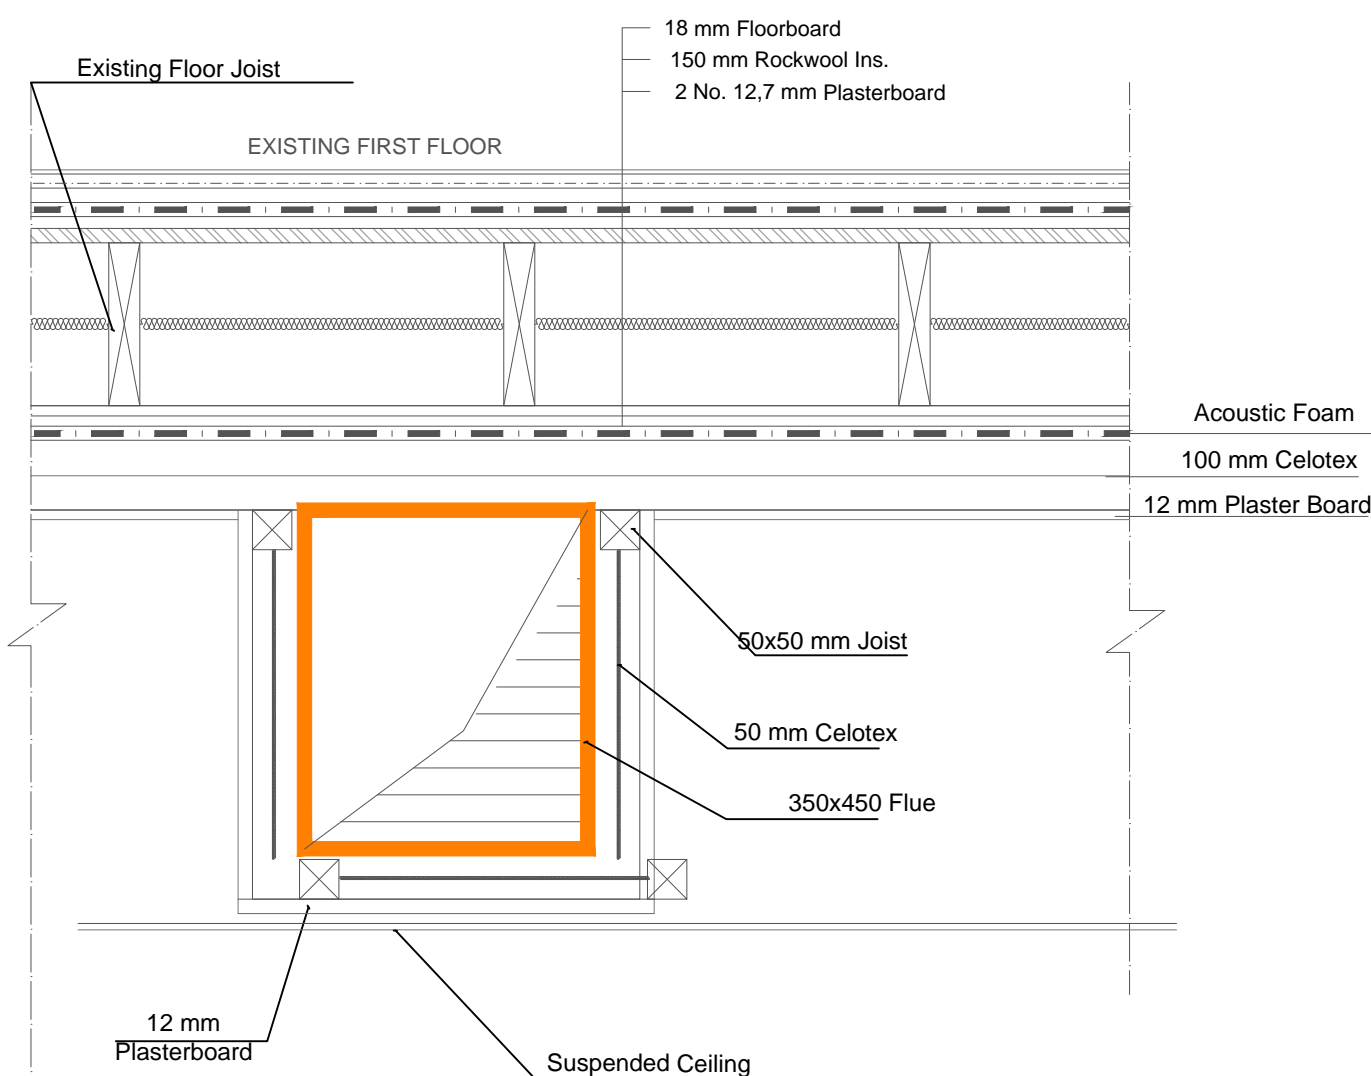 18 mm Floorboard
Existing Floor Joist
150 mm Rockwool Ins.
2 No. 12,7 mm Plasterboard
EXISTING FIRST FLOOR
Acoustic Foam
100 mm Celotex
12 mm Plaster Board
50x50 mm Joist
50 mm Celotex
350x450 Flue
12 mm
Plasterboard
Suspended Ceiling